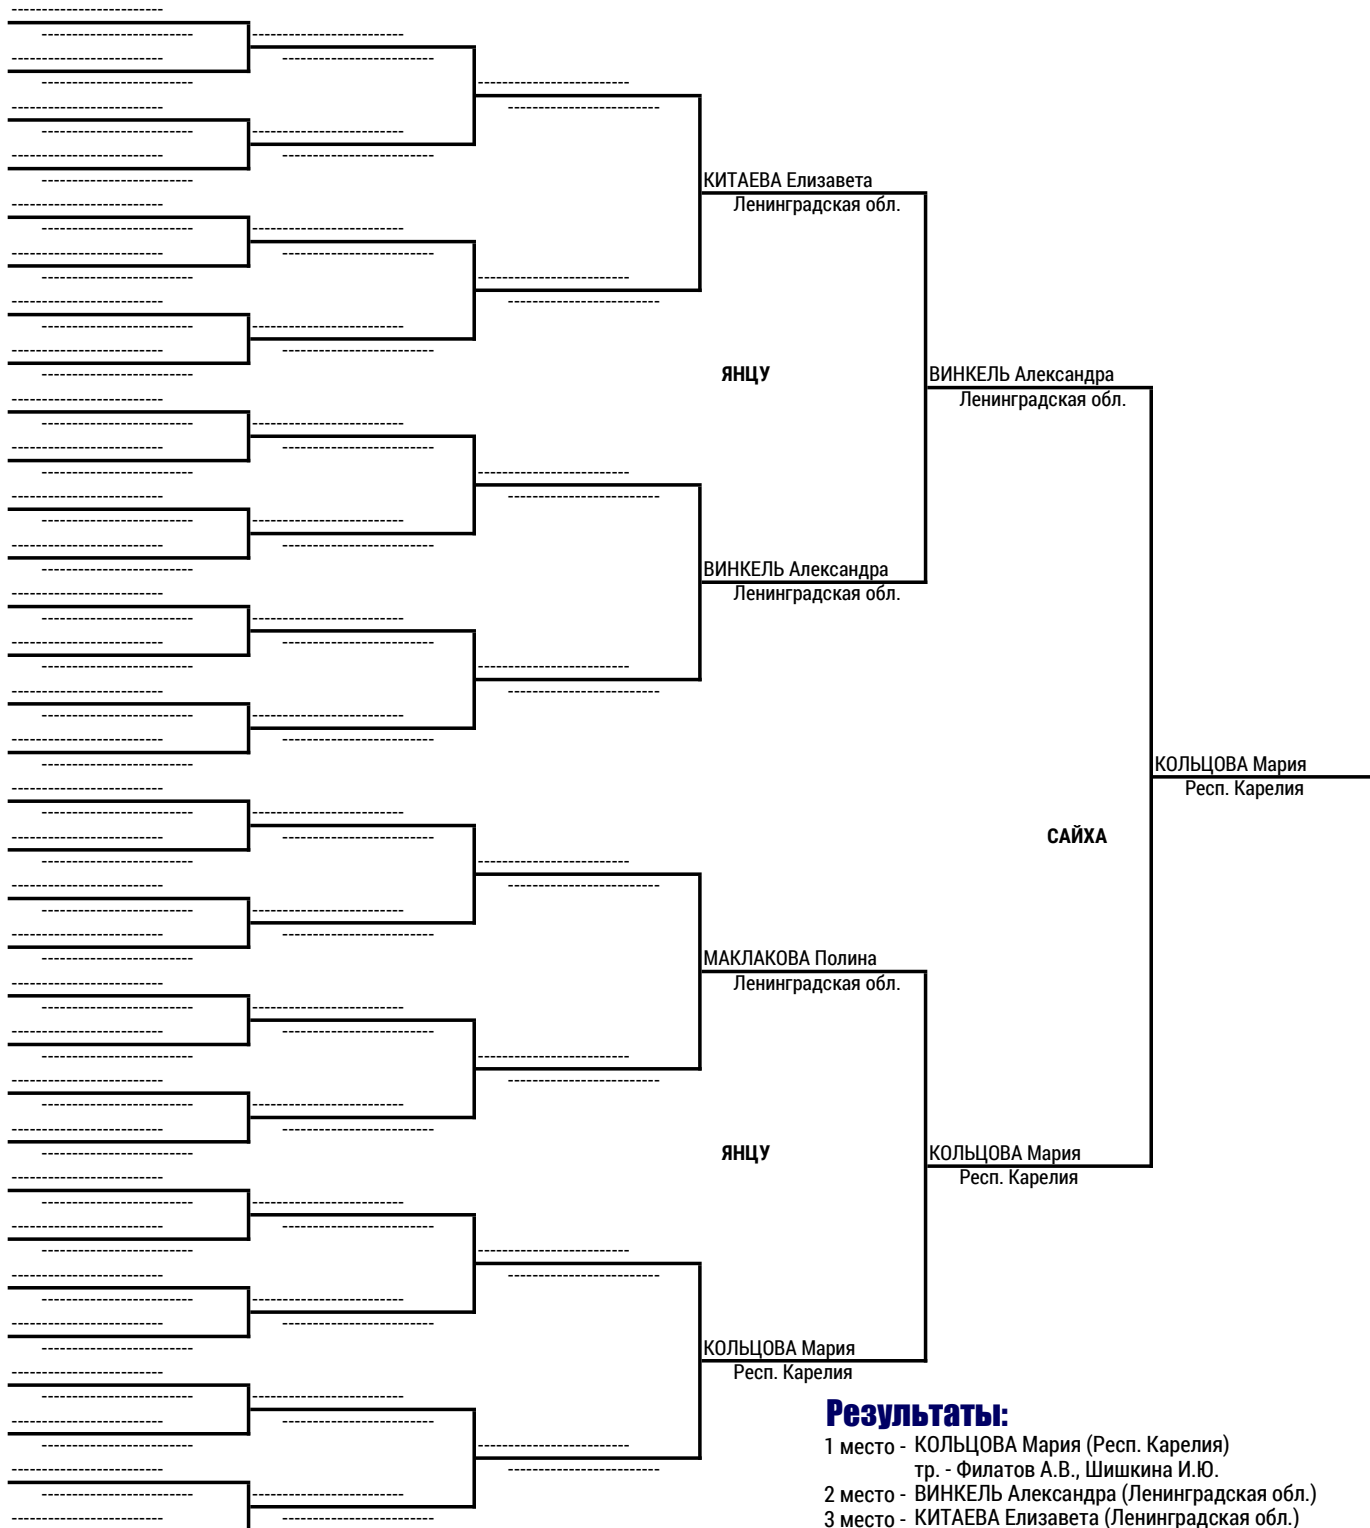 КИТАЕВА Елизавета
Ленинградская обл.
ЯНЦУ
ВИНКЕЛЬ Александра
Ленинградская обл.
ВИНКЕЛЬ Александра
Ленинградская обл.
КОЛЬЦОВА Мария
Респ. Карелия
САЙХА
МАКЛАКОВА Полина
Ленинградская обл.
ЯНЦУ
КОЛЬЦОВА Мария
Респ. Карелия
КОЛЬЦОВА Мария
Респ. Карелия
Результаты:
1 место - КОЛЬЦОВА Мария (Респ. Карелия)
тр. - Филатов А.В., Шишкина И.Ю.
2 место - ВИНКЕЛЬ Александра (Ленинградская обл.)
3 место - КИТАЕВА Елизавета (Ленинградская обл.)